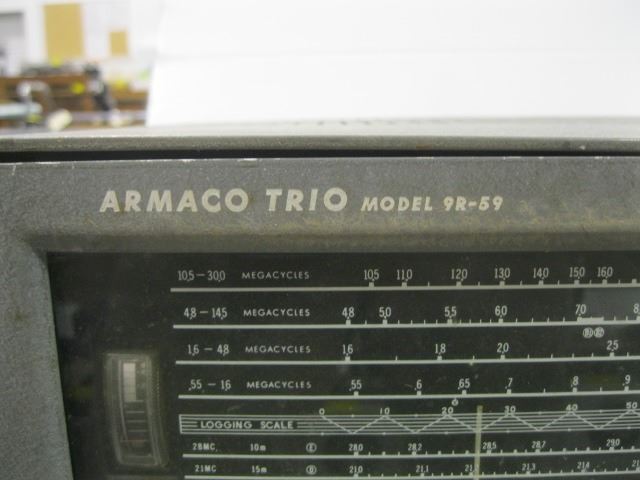 ARMACO TRIO MODEL 9R-59
10.5 - 30.0 MEGACYCLES 10.5 11.0 12.0 13.0 14.0 15.0 16.0
4.8 - 14.5 MEGACYCLES 4.8 5.0 5.5 6.0 7.0
1.6 - 4.8 MEGACYCLES 1.6 1.8 2.0 2.5
.55 - 1.6 MEGACYCLES .55 .6 .65 .7 .8 .9
LOGGING SCALE 0 10 20 30 40 50
28MC 10m E 28.0 28.2 28.5 28.7 29.0
21MC 15m D 21.0 21.1 21.3 21.4